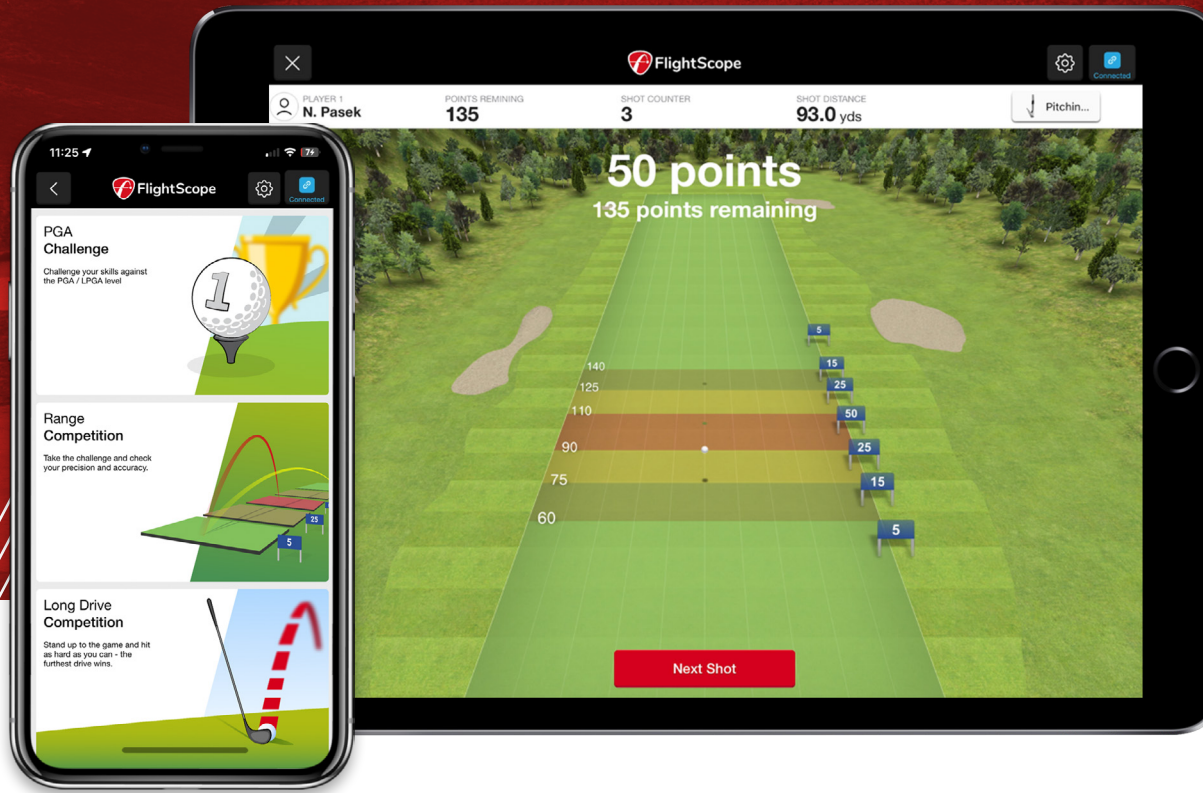 11:25
7
FlightScope
Connected
PGA
Challenge
Challenge your skills against
the PGA / LPGA level
1
Range
Competition
Take the challenge and check
your precision and accuracy.
25
5
Long Drive
Competition
Stand up to the game and hit
as hard as you can - the
furthest drive wins.
FlightScope
Connected
PLAYER 1
N. Pasek
POINTS REMINING
135
SHOT COUNTER
3
SHOT DISTANCE
93.0 yds
Pitchin...
50 points
135 points remaining
5
140
15
125
25
110
50
90
25
75
15
60
5
Next Shot